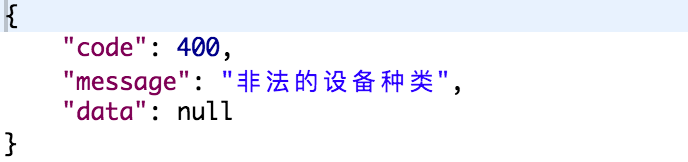 {
    "code": 400,
    "message": "非法的设备种类",
    "data": null
}